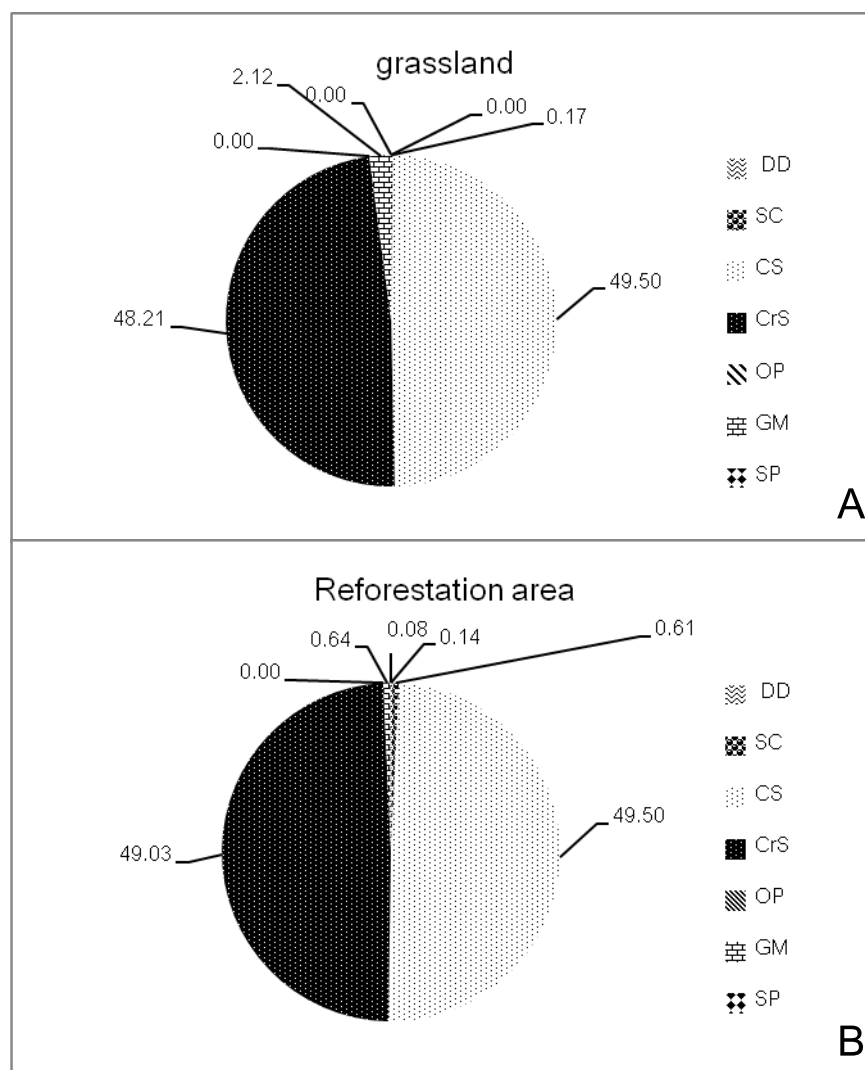 grassland
2.12
0.00
0.00
0.17
0.00
49.50
48.21
DD
SC
CS
CrS
OP
GM
SP
A
Reforestation area
0.64
0.08
0.14
0.61
0.00
49.50
49.03
DD
SC
CS
CrS
OP
GM
SP
B